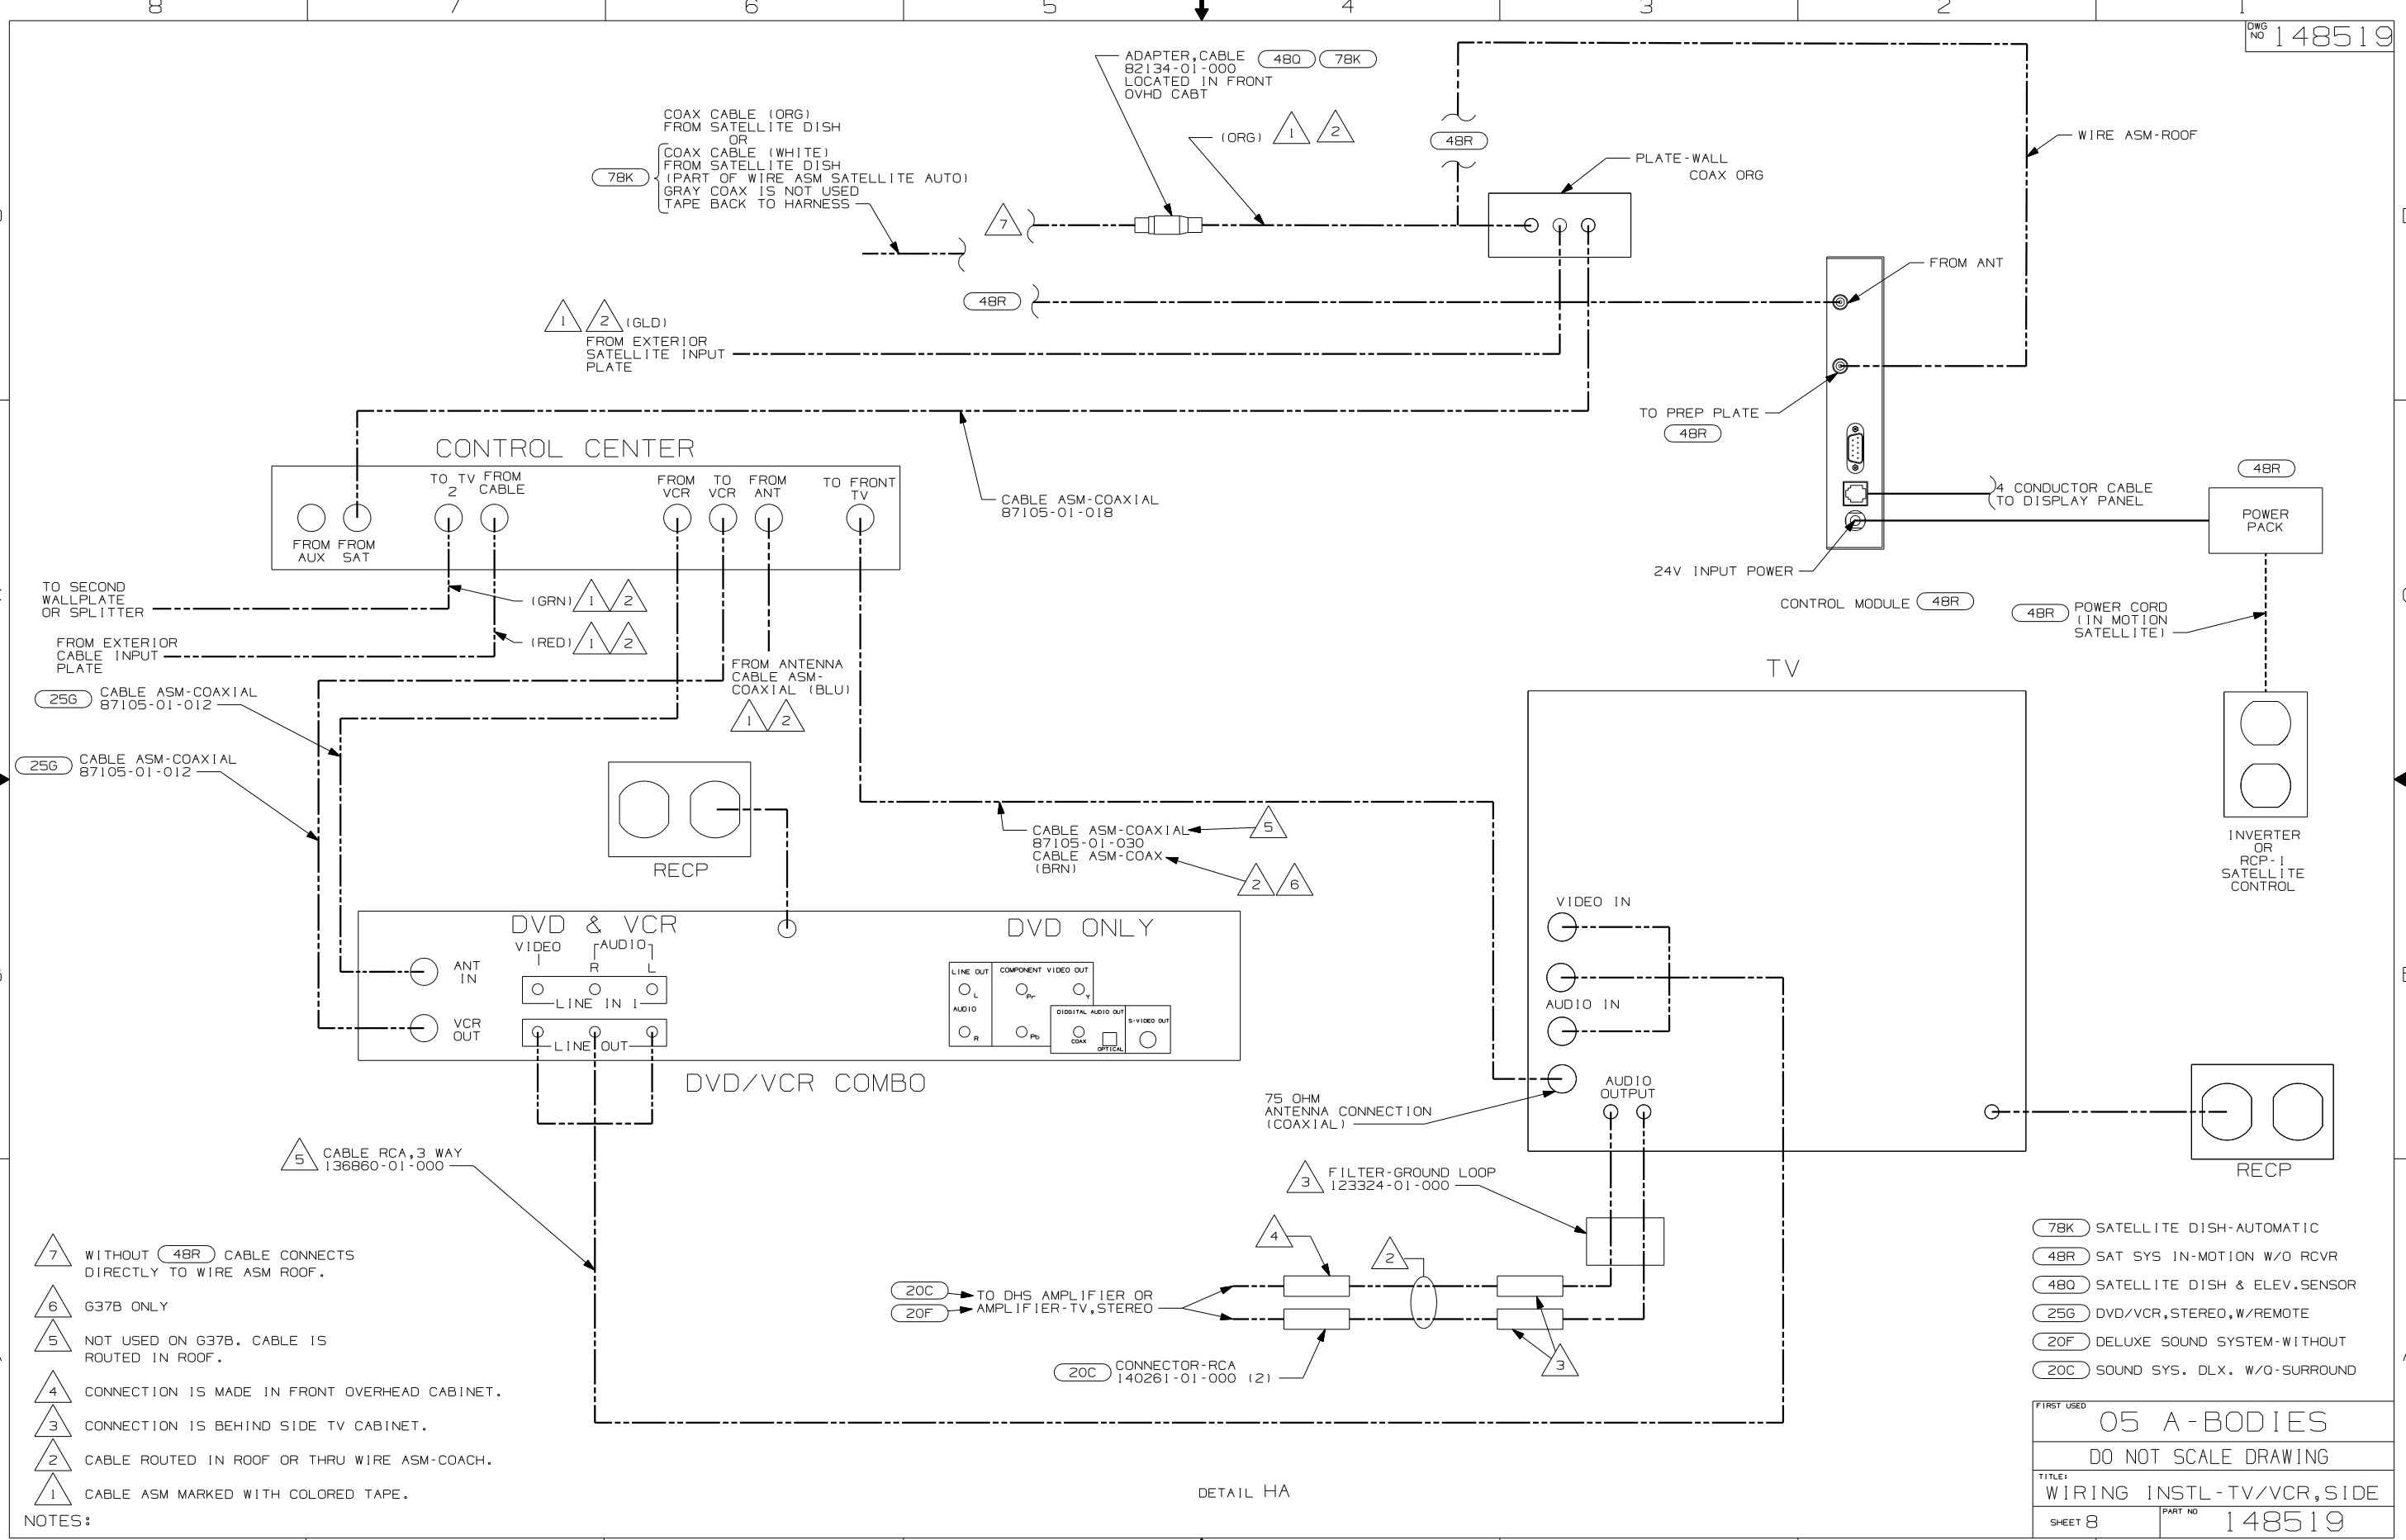 8 7 6 5 4 3 2 1
DWG NO 148519
ADAPTER,CABLE 48Q 78K
82134-01-000
LOCATED IN FRONT
OVHD CABT
COAX CABLE (ORG)
FROM SATELLITE DISH
OR
COAX CABLE (WHITE)
FROM SATELLITE DISH
(PART OF WIRE ASM SATELLITE AUTO)
GRAY COAX IS NOT USED
TAPE BACK TO HARNESS
78K
(ORG) 1 2
48R
WIRE ASM-ROOF
PLATE-WALL
COAX ORG
7
D
D
48R
FROM ANT
1 2 (GLD)
FROM EXTERIOR
SATELLITE INPUT
PLATE
TO PREP PLATE
48R
CONTROL CENTER
TO TV 2
FROM CABLE
FROM VCR
TO VCR
FROM ANT
TO FRONT TV
FROM AUX
FROM SAT
CABLE ASM-COAXIAL
87105-01-018
4 CONDUCTOR CABLE
TO DISPLAY PANEL
48R
POWER
PACK
24V INPUT POWER
CONTROL MODULE 48R
48R POWER CORD
(IN MOTION
SATELLITE)
TO SECOND
WALLPLATE
OR SPLITTER
(GRN) 1 2
C
C
FROM EXTERIOR
CABLE INPUT
PLATE
(RED) 1 2
FROM ANTENNA
CABLE ASM-
COAXIAL (BLU)
1 2
25G CABLE ASM-COAXIAL
87105-01-012
25G CABLE ASM-COAXIAL
87105-01-012
TV
RECP
CABLE ASM-COAXIAL 5
87105-01-030
CABLE ASM-COAX
(BRN)
2 6
INVERTER
OR
RCP-1
SATELLITE
CONTROL
DVD & VCR
VIDEO
AUDIO
R L
DVD ONLY
ANT
IN
LINE IN 1
VCR
OUT
LINE OUT
LINE OUT
L
AUDIO
R
COMPONENT VIDEO OUT
Pr Y
Pb
DIDGITAL AUDIO OUT
COAX
OPTICAL
S-VIDEO OUT
DVD/VCR COMBO
B
B
VIDEO IN
AUDIO IN
AUDIO
OUTPUT
75 OHM
ANTENNA CONNECTION
(COAXIAL)
RECP
5 CABLE RCA,3 WAY
136860-01-000
3 FILTER-GROUND LOOP
123324-01-000
4
2
20C TO DHS AMPLIFIER OR
20F AMPLIFIER-TV,STEREO
3
20C CONNECTOR-RCA
140261-01-000 (2)
7 WITHOUT 48R CABLE CONNECTS
DIRECTLY TO WIRE ASM ROOF.
6 G37B ONLY
5 NOT USED ON G37B. CABLE IS
ROUTED IN ROOF.
4 CONNECTION IS MADE IN FRONT OVERHEAD CABINET.
3 CONNECTION IS BEHIND SIDE TV CABINET.
2 CABLE ROUTED IN ROOF OR THRU WIRE ASM-COACH.
1 CABLE ASM MARKED WITH COLORED TAPE.
NOTES:
A
A
DETAIL HA
78K SATELLITE DISH-AUTOMATIC
48R SAT SYS IN-MOTION W/O RCVR
48Q SATELLITE DISH & ELEV.SENSOR
25G DVD/VCR,STEREO,W/REMOTE
20F DELUXE SOUND SYSTEM-WITHOUT
20C SOUND SYS. DLX. W/Q-SURROUND
FIRST USED
05 A-BODIES
DO NOT SCALE DRAWING
TITLE:
WIRING INSTL-TV/VCR,SIDE
SHEET 8
PART NO 148519